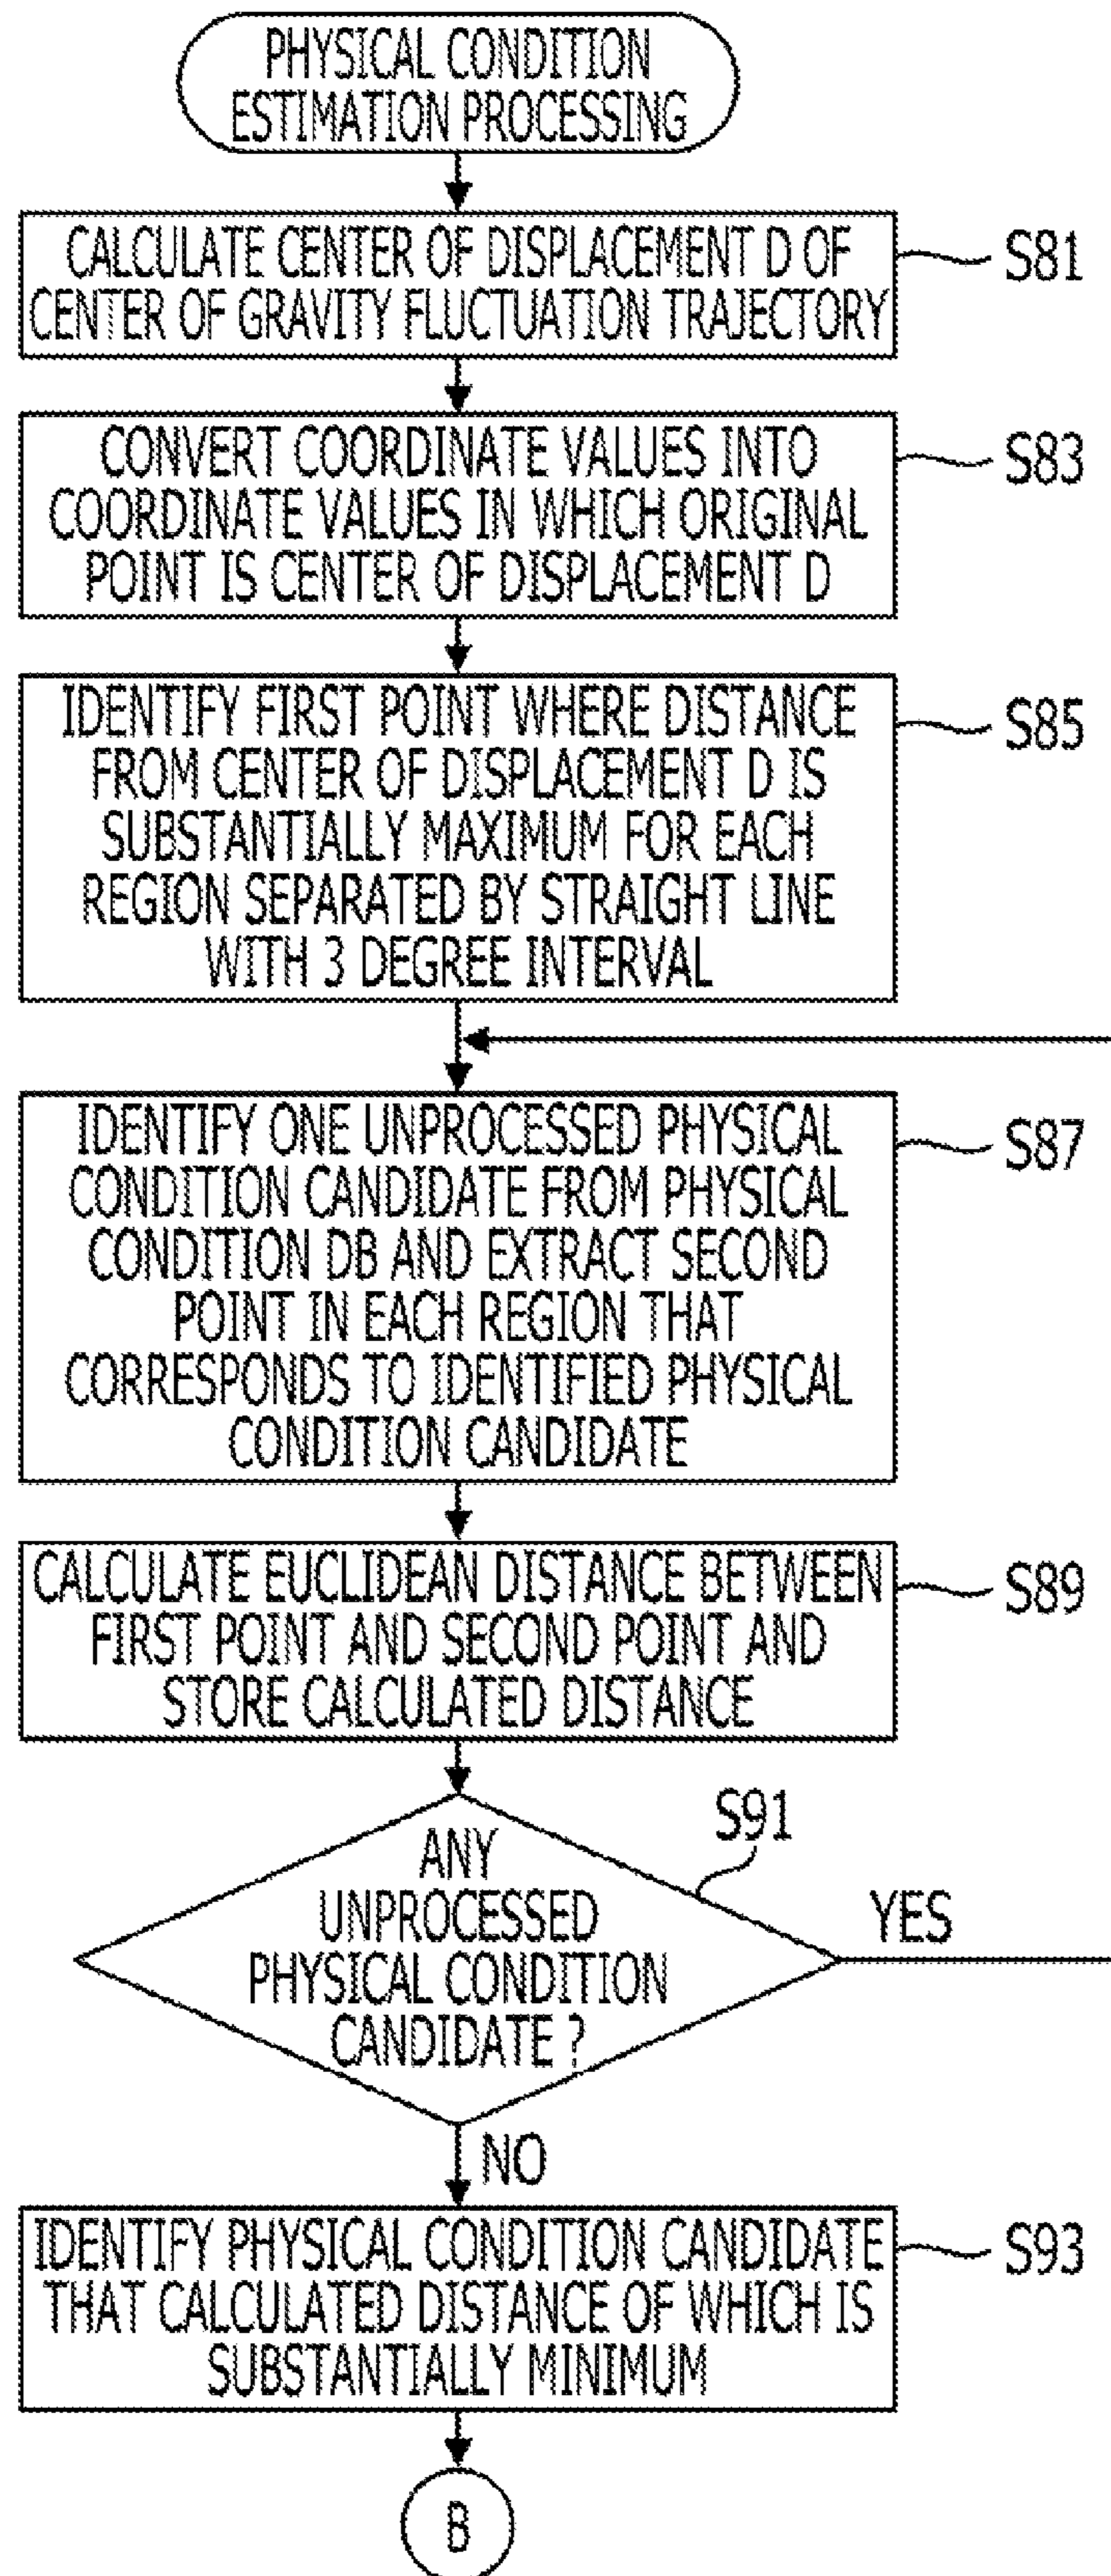 PHYSICAL CONDITION
ESTIMATION PROCESSING
CALCULATE CENTER OF DISPLACEMENT D OF
CENTER OF GRAVITY FLUCTUATION TRAJECTORY
S81
CONVERT COORDINATE VALUES INTO
COORDINATE VALUES IN WHICH ORIGINAL
POINT IS CENTER OF DISPLACEMENT D
S83
IDENTIFY FIRST POINT WHERE DISTANCE
FROM CENTER OF DISPLACEMENT D IS
SUBSTANTIALLY MAXIMUM FOR EACH
REGION SEPARATED BY STRAIGHT LINE
WITH 3 DEGREE INTERVAL
S85
IDENTIFY ONE UNPROCESSED PHYSICAL
CONDITION CANDIDATE FROM PHYSICAL
CONDITION DB AND EXTRACT SECOND
POINT IN EACH REGION THAT
CORRESPONDS TO IDENTIFIED PHYSICAL
CONDITION CANDIDATE
S87
CALCULATE EUCLIDEAN DISTANCE BETWEEN
FIRST POINT AND SECOND POINT AND
STORE CALCULATED DISTANCE
S89
ANY
UNPROCESSED
PHYSICAL CONDITION
CANDIDATE ?
S91
YES
NO
IDENTIFY PHYSICAL CONDITION CANDIDATE
THAT CALCULATED DISTANCE OF WHICH IS
SUBSTANTIALLY MINIMUM
S93
B